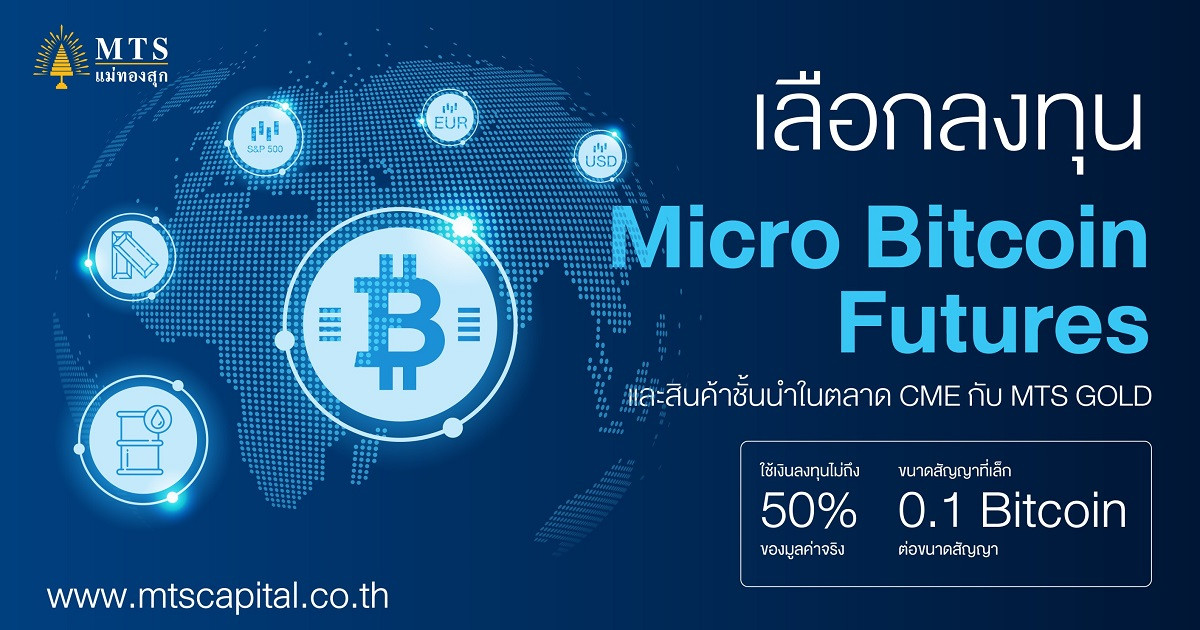 MTS
แม่ทองสุก
เลือกลงทุน
S&P 500
EUR
USD
Micro Bitcoin
Futures
และสินค้าชั้นนำในตลาด CME กับ MTS GOLD
ใช้เงินลงทุนไม่ถึง
50%
ของมูลค่าจริง
ขนาดสัญญาที่เล็ก
0.1 Bitcoin
ต่อขนาดสัญญา
www.mtscapital.co.th